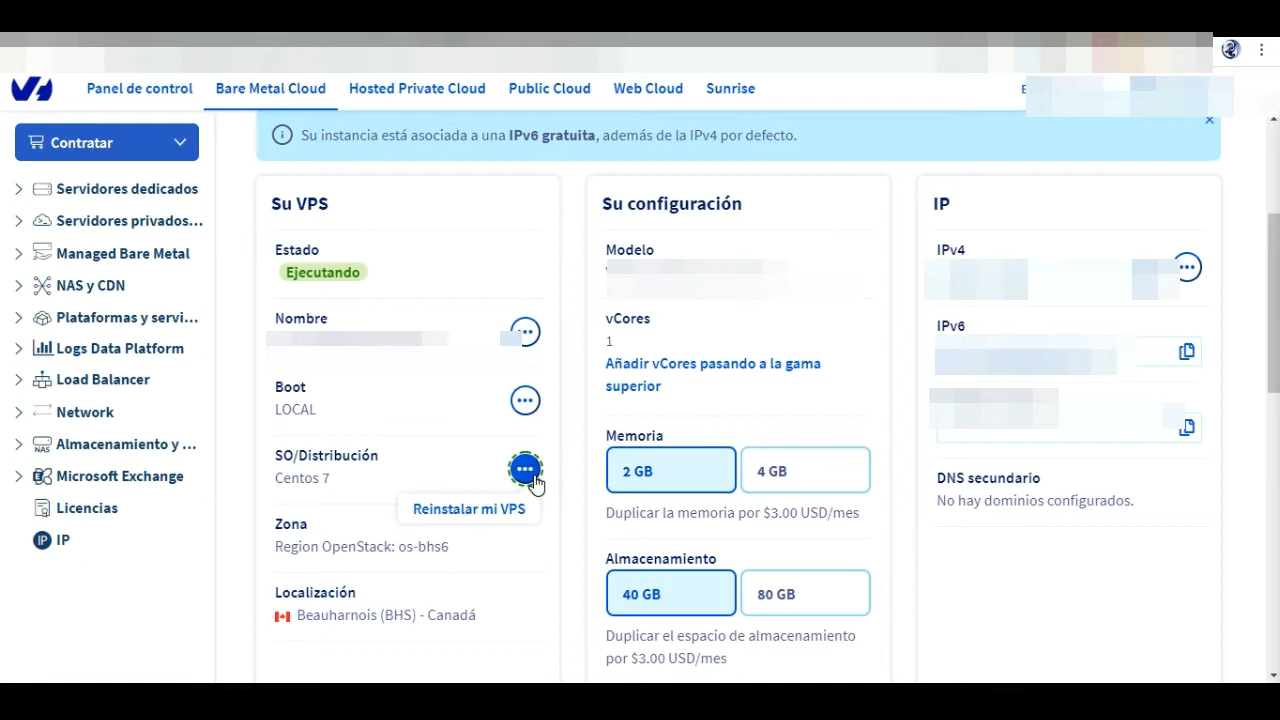 Panel de control
Bare Metal Cloud
Hosted Private Cloud
Public Cloud
Web Cloud
Sunrise
Contratar
Servidores dedicados
Servidores privados...
Managed Bare Metal
NAS y CDN
Plataformas y servi...
Logs Data Platform
Load Balancer
Network
NAS
Almacenamiento y ...
Microsoft Exchange
Licencias
IP
IP
Su instancia está asociada a una IPv6 gratuita, además de la IPv4 por defecto.
Su VPS
Estado
Ejecutando
Nombre
Boot
LOCAL
SO/Distribución
Centos 7
Reinstalar mi VPS
Zona
Region OpenStack: os-bhs6
Localización
Beauharnois (BHS) - Canadá
Su configuración
Modelo
vCores
1
Añadir vCores pasando a la gama
superior
Memoria
2 GB
4 GB
Duplicar la memoria por $3.00 USD/mes
Almacenamiento
40 GB
80 GB
Duplicar el espacio de almacenamiento
por $3.00 USD/mes
IP
IPv4
IPv6
DNS secundario
No hay dominios configurados.